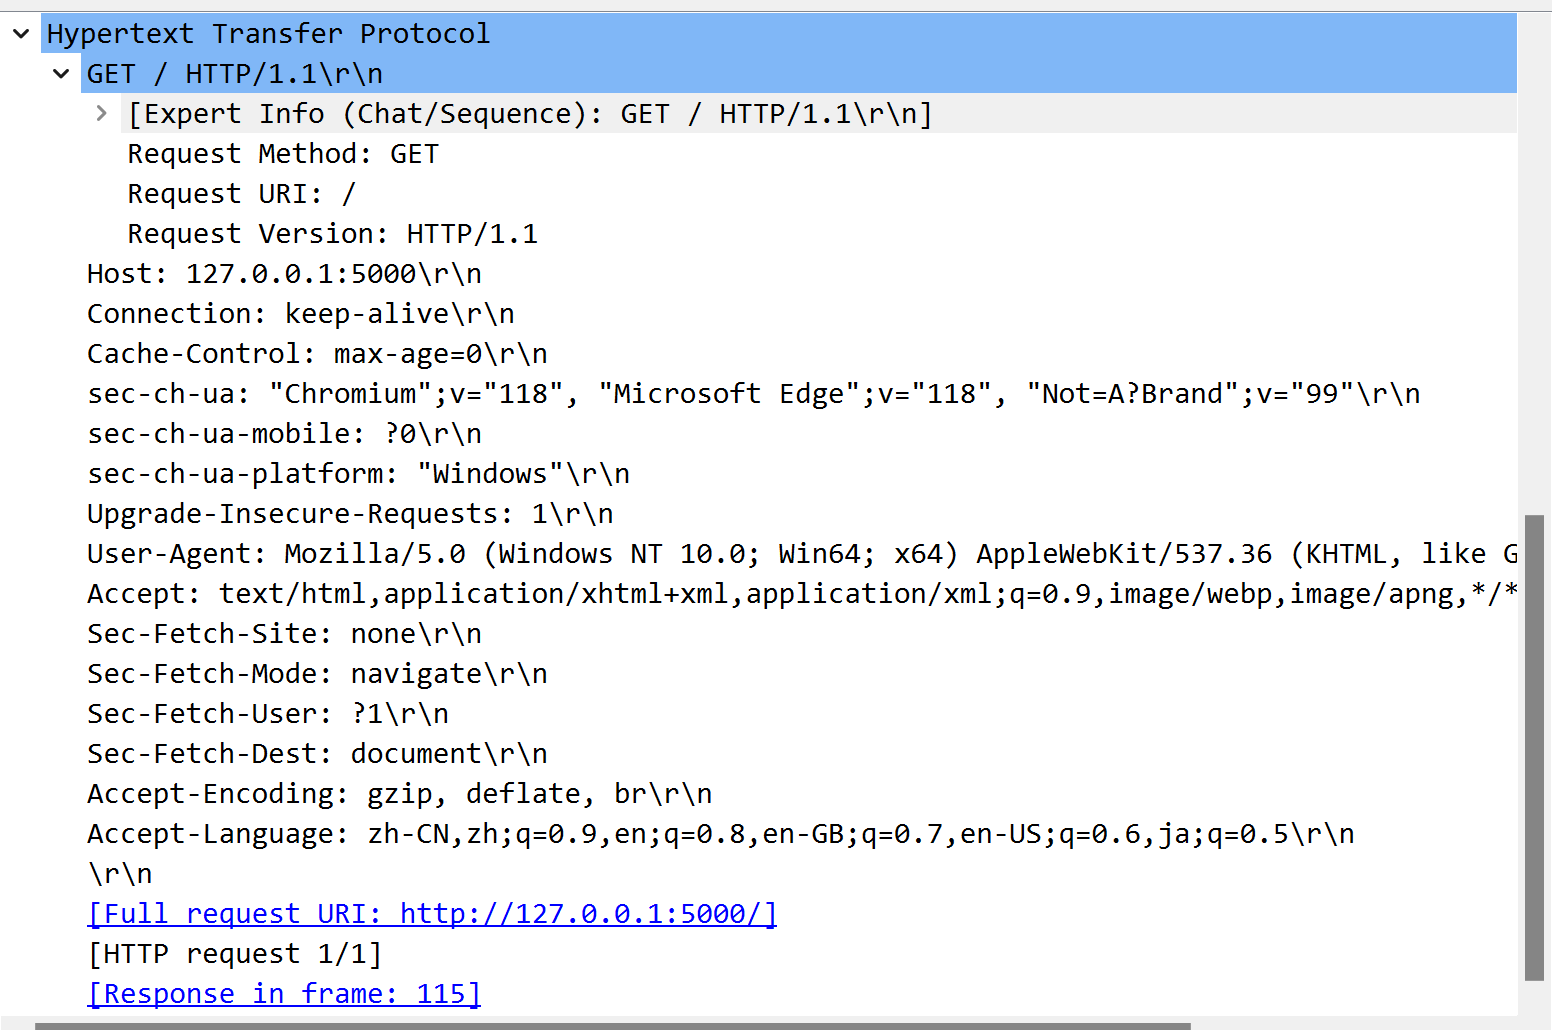 Hypertext Transfer Protocol
GET / HTTP/1.1\r\n
[Expert Info (Chat/Sequence): GET / HTTP/1.1\r\n]
Request Method: GET
Request URI: /
Request Version: HTTP/1.1
Host: 127.0.0.1:5000\r\n
Connection: keep-alive\r\n
Cache-Control: max-age=0\r\n
sec-ch-ua: "Chromium";v="118", "Microsoft Edge";v="118", "Not=A?Brand";v="99"\r\n
sec-ch-ua-mobile: ?0\r\n
sec-ch-ua-platform: "Windows"\r\n
Upgrade-Insecure-Requests: 1\r\n
User-Agent: Mozilla/5.0 (Windows NT 10.0; Win64; x64) AppleWebKit/537.36 (KHTML, like G
Accept: text/html,application/xhtml+xml,application/xml;q=0.9,image/webp,image/apng,*/*
Sec-Fetch-Site: none\r\n
Sec-Fetch-Mode: navigate\r\n
Sec-Fetch-User: ?1\r\n
Sec-Fetch-Dest: document\r\n
Accept-Encoding: gzip, deflate, br\r\n
Accept-Language: zh-CN,zh;q=0.9,en;q=0.8,en-GB;q=0.7,en-US;q=0.6,ja;q=0.5\r\n
\r\n
[Full request URI: http://127.0.0.1:5000/]
[HTTP request 1/1]
[Response in frame: 115]